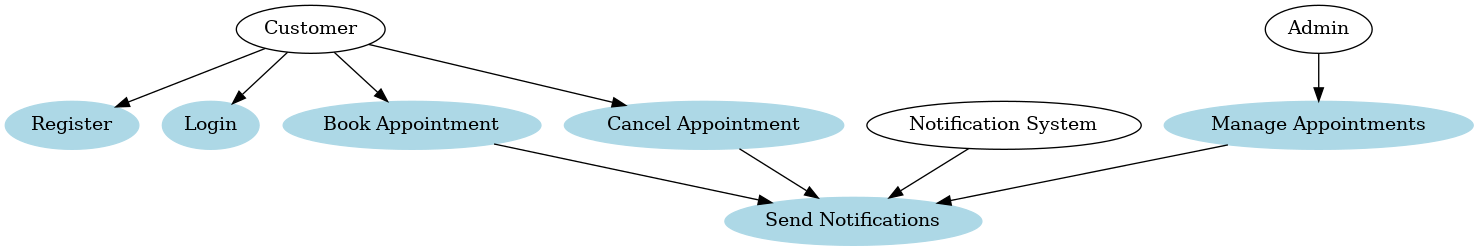 Customer
Admin
Register
Login
Book Appointment
Cancel Appointment
Notification System
Manage Appointments
Send Notifications